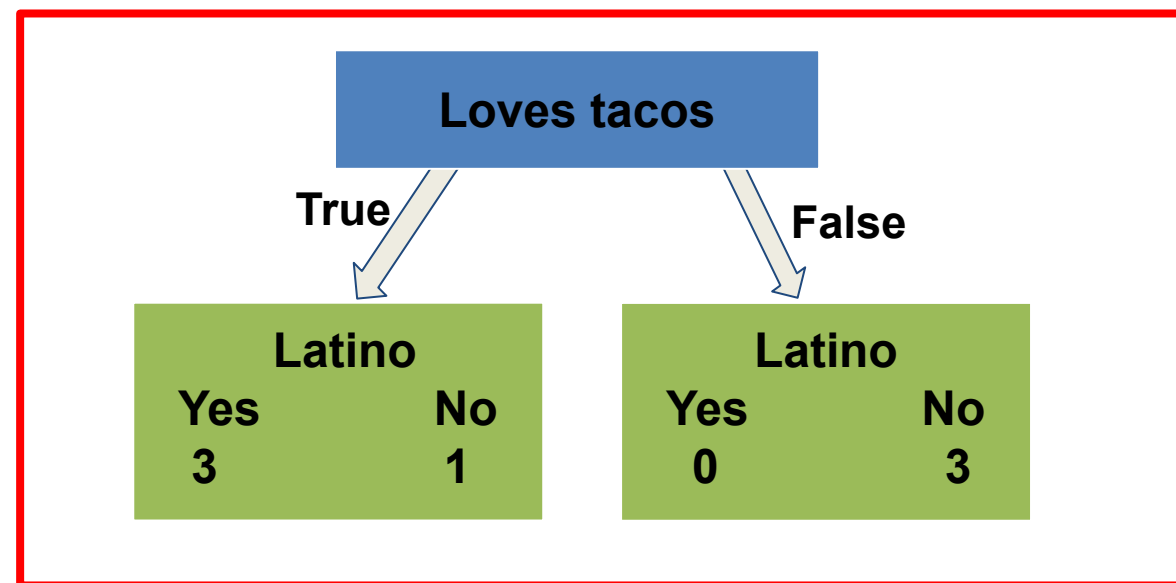 Loves tacos
True
False
Latino
Yes No
3 1
Latino
Yes No
0 3